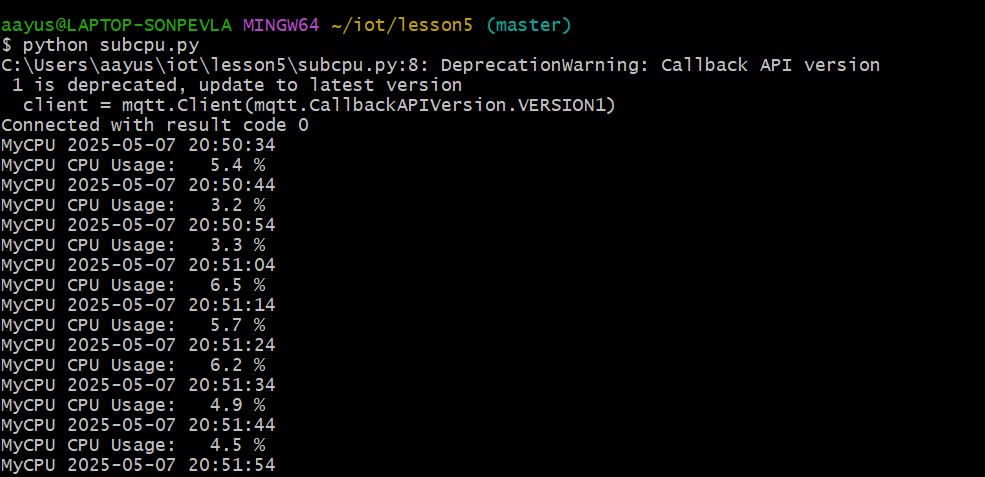 aayus@LAPTOP-SONPEVLA MINGW64 ~/iot/lesson5 (master)
$ python subcpu.py
C:\Users\aayus\iot\lesson5\subcpu.py:8: DeprecationWarning: Callback API version
 1 is deprecated, update to latest version
  client = mqtt.Client(mqtt.CallbackAPIVersion.VERSION1)
Connected with result code 0
MyCPU 2025-05-07 20:50:34
MyCPU CPU Usage:   5.4 %
MyCPU 2025-05-07 20:50:44
MyCPU CPU Usage:   3.2 %
MyCPU 2025-05-07 20:50:54
MyCPU CPU Usage:   3.3 %
MyCPU 2025-05-07 20:51:04
MyCPU CPU Usage:   6.5 %
MyCPU 2025-05-07 20:51:14
MyCPU CPU Usage:   5.7 %
MyCPU 2025-05-07 20:51:24
MyCPU CPU Usage:   6.2 %
MyCPU 2025-05-07 20:51:34
MyCPU CPU Usage:   4.9 %
MyCPU 2025-05-07 20:51:44
MyCPU CPU Usage:   4.5 %
MyCPU 2025-05-07 20:51:54